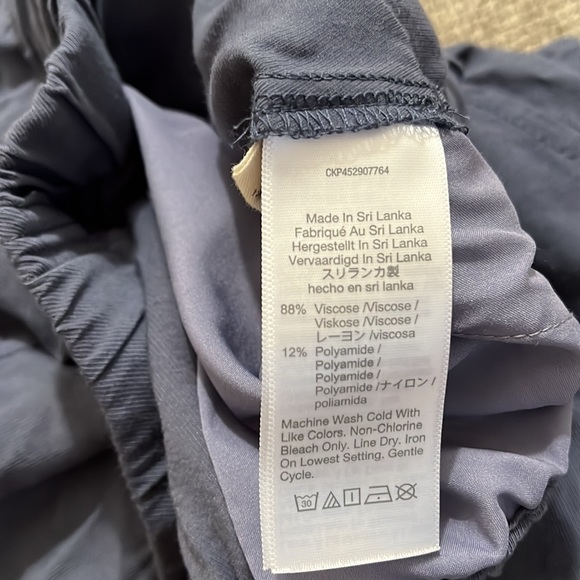 CKP452907764
Made In Sri Lanka
Fabriqué Au Sri Lanka
Hergestellt In Sri Lanka
Vervaardigd In Sri Lanka
スリランカ製
hecho en sri lanka
88% Viscose /Viscose /
Viskose /Viscose /
レーヨン /viscosa
12% Polyamide /
Polyamide /
Polyamide /
Polyamide /ナイロン /
poliamida
Machine Wash Cold With
Like Colors. Non-Chlorine
Bleach Only. Line Dry. Iron
On Lowest Setting. Gentle
Cycle.
30